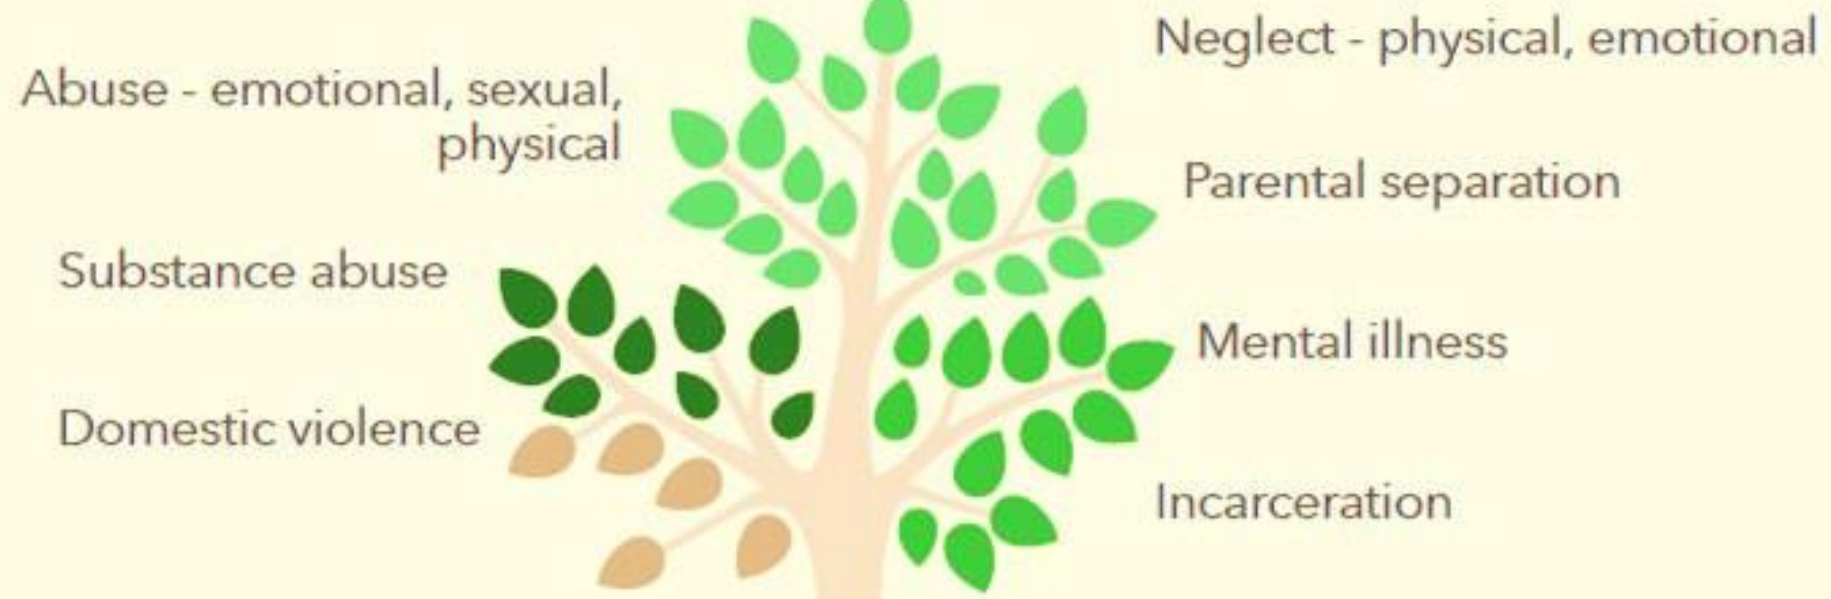 Abuse - emotional, sexual,
physical
Substance abuse
Domestic violence
Neglect - physical, emotional
Parental separation
Mental illness
Incarceration